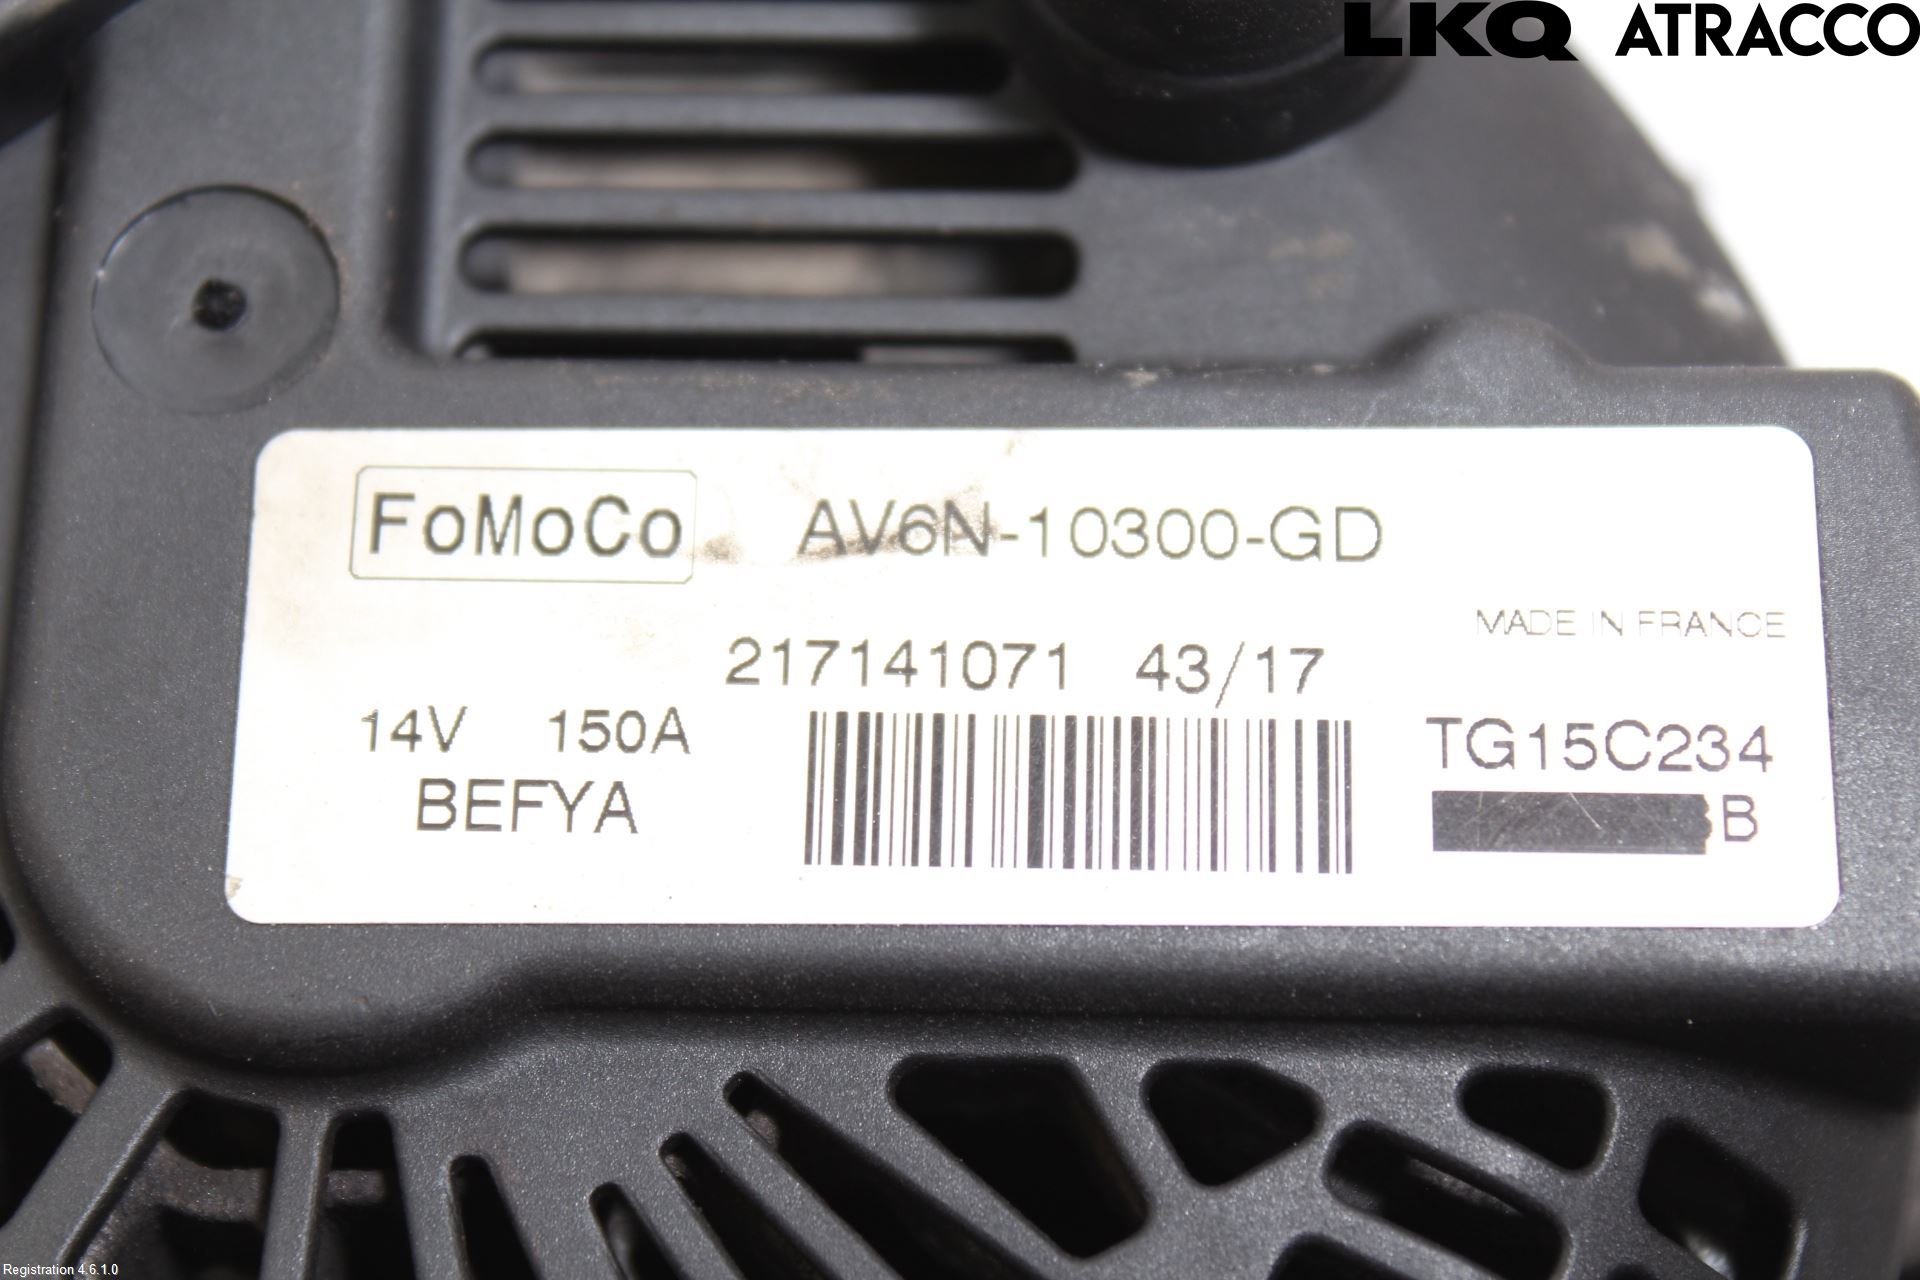 LKQ ATRACCO
FoMoCo AV6N-10300-GD
MADE IN FRANCE
217141071 43/17
14V 150A
TG15C234
BEFYA
B
Registration 4.6.1.0